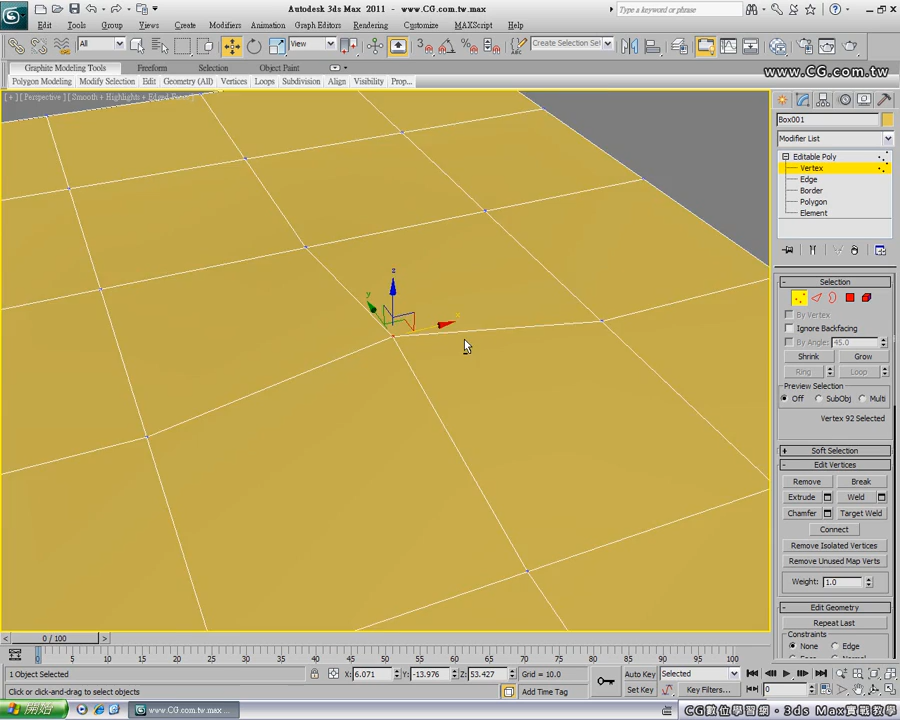 Autodesk 3ds Max 2011 - www.CG.com.tw.max
Type a keyword or phrase
Edit Tools Group Views Create Modifiers Animation Graph Editors Rendering Customize MAXScript Help
All View Create Selection Se
Graphite Modeling Tools Freeform Selection Object Paint
Polygon Modeling Modify Selection Edit Geometry (All) Vertices Loops Subdivision Align Visibility Prop...
www.CG.com.tw
[ + ] [ Perspective ] [ Smooth + Highlights + Edged Faces ]
z
y
x
Box001
Modifier List
Editable Poly
Vertex
Edge
Border
Polygon
Element
Selection
By Vertex
Ignore Backfacing
By Angle: 45.0
Shrink Grow
Ring Loop
Preview Selection
Off SubObj Multi
Vertex 92 Selected
Soft Selection
Edit Vertices
Remove Break
Extrude Weld
Chamfer Target Weld
Connect
Remove Isolated Vertices
Remove Unused Map Verts
Weight: 1.0
Edit Geometry
Repeat Last
Constraints
None Edge
0 / 100
0 5 10 15 20 25 30 35 40 45 50 55 60 65 70 75 80 85 90 95 100
1 Object Selected X: 6.071 Y: -13.976 Z: 53.427 Grid = 10.0 Auto Key Selected
Click or click-and-drag to select objects Add Time Tag Set Key Key Filters... 0
開始 www.CG.com.tw.max ... CG數位學習網 - 3ds Max實戰教學